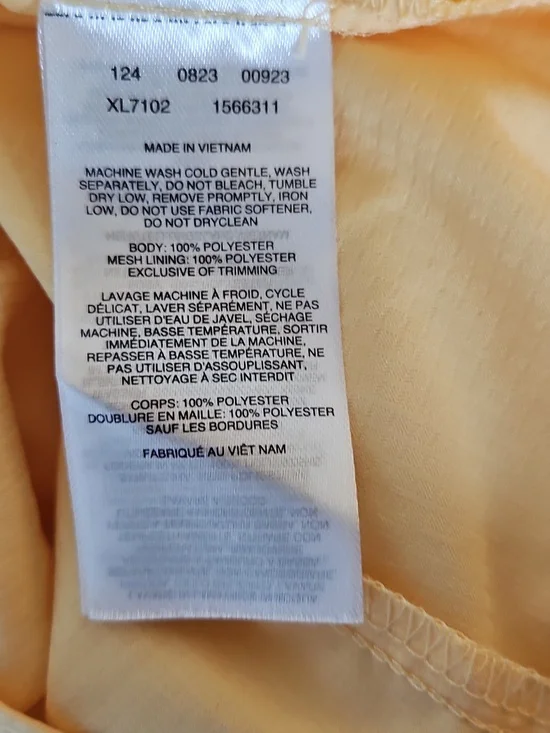 124 0823 00923
XL7102 1566311
MADE IN VIETNAM
MACHINE WASH COLD GENTLE, WASH
SEPARATELY, DO NOT BLEACH, TUMBLE
DRY LOW, REMOVE PROMPTLY, IRON
LOW, DO NOT USE FABRIC SOFTENER,
DO NOT DRYCLEAN
BODY: 100% POLYESTER
MESH LINING: 100% POLYESTER
EXCLUSIVE OF TRIMMING
LAVAGE MACHINE À FROID, CYCLE
DÉLICAT, LAVER SÉPARÉMENT, NE PAS
UTILISER D'EAU DE JAVEL, SÉCHAGE
MACHINE, BASSE TEMPÉRATURE, SORTIR
IMMÉDIATEMENT DE LA MACHINE,
REPASSER À BASSE TEMPÉRATURE, NE
PAS UTILISER D'ASSOUPLISSANT,
NETTOYAGE À SEC INTERDIT
CORPS: 100% POLYESTER
DOUBLURE EN MAILLE: 100% POLYESTER
SAUF LES BORDURES
FABRIQUÉ AU VIÊT NAM